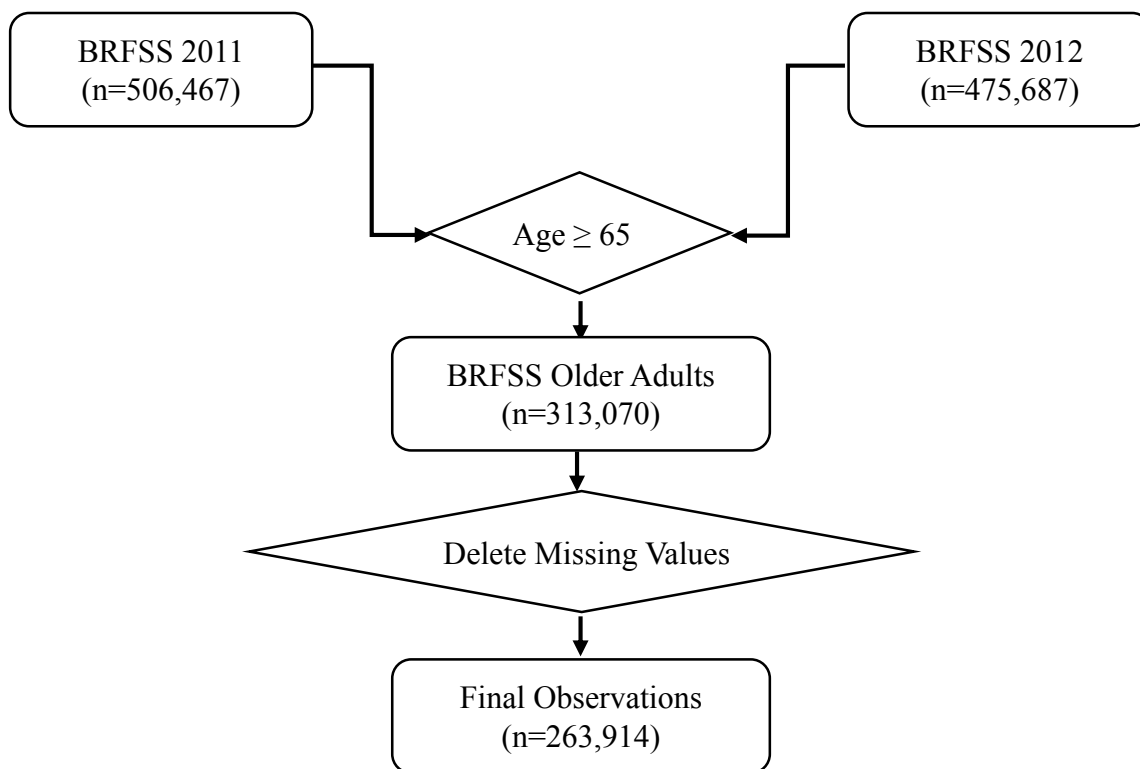 BRFSS 2011
(n=506,467)
BRFSS 2012
(n=475,687)
Age ≥ 65
BRFSS Older Adults
(n=313,070)
Delete Missing Values
Final Observations
(n=263,914)